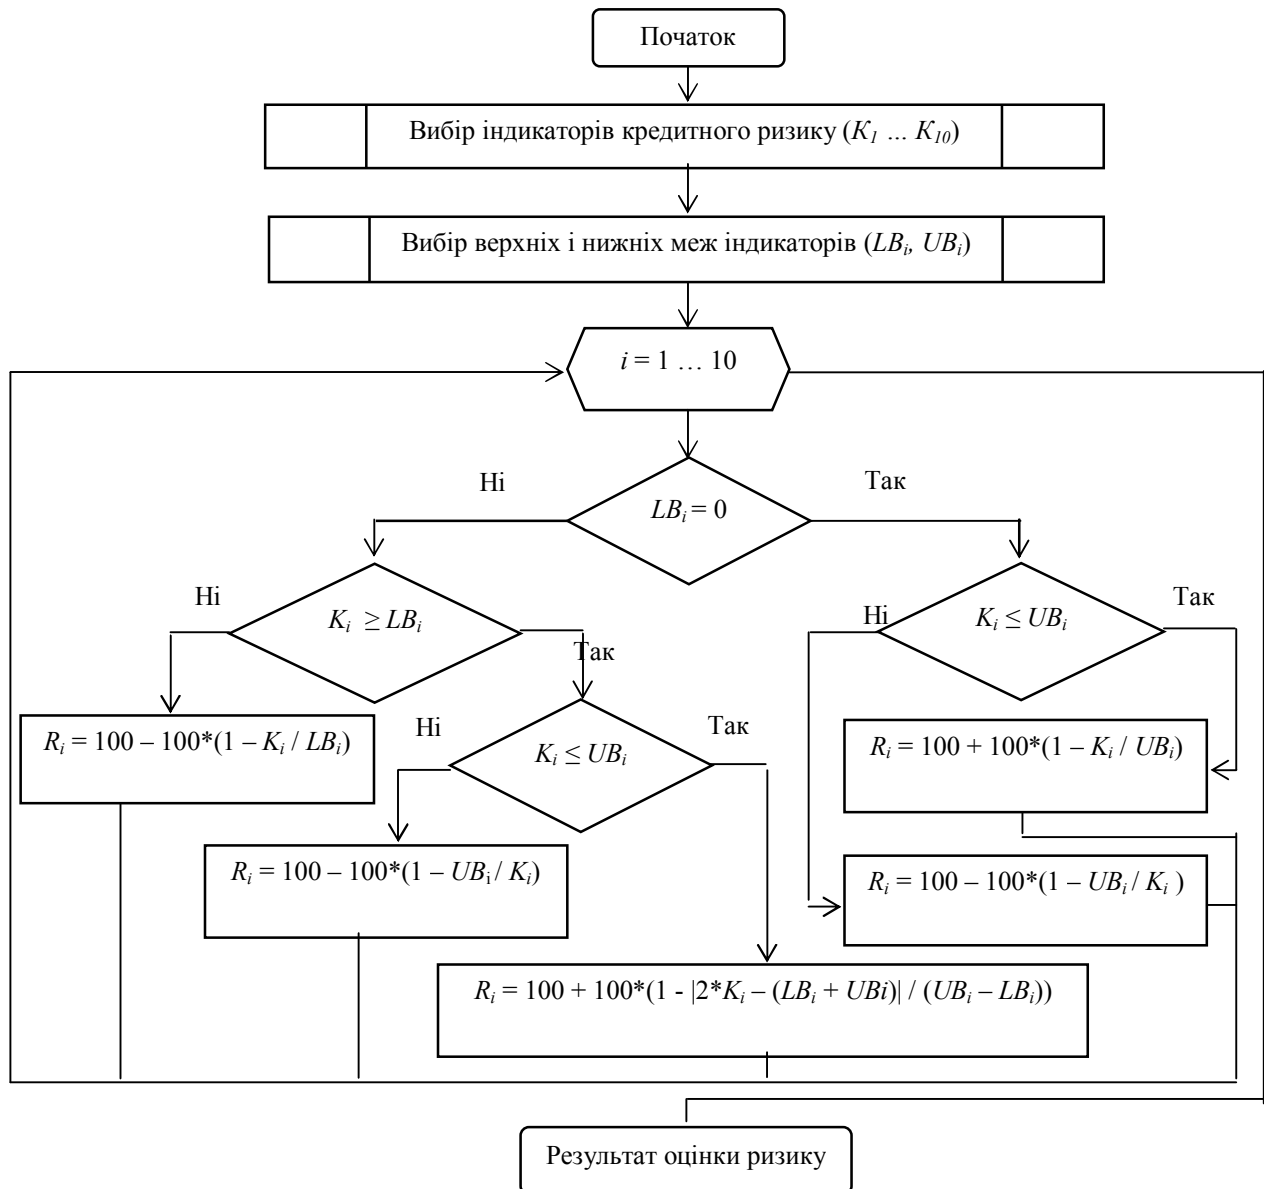 Початок
Вибір індикаторів кредитного ризику (K1 ... K10)
Вибір верхніх і нижніх меж індикаторів (LBi, UBi)
i = 1 … 10
Ні
Так
LBi = 0
Ні
Ki ≥ LBi
Так
Ні
Ki ≤ UBi
Так
Ri = 100 – 100*(1 – Ki / LBi)
Ні
Ki ≤ UBi
Так
Ri = 100 + 100*(1 – Ki / UBi)
Ri = 100 – 100*(1 – UBi / Ki)
Ri = 100 – 100*(1 – UBi / Ki )
Ri = 100 + 100*(1 - |2*Ki – (LBi + UBi)| / (UBi – LBi))
Результат оцінки ризику